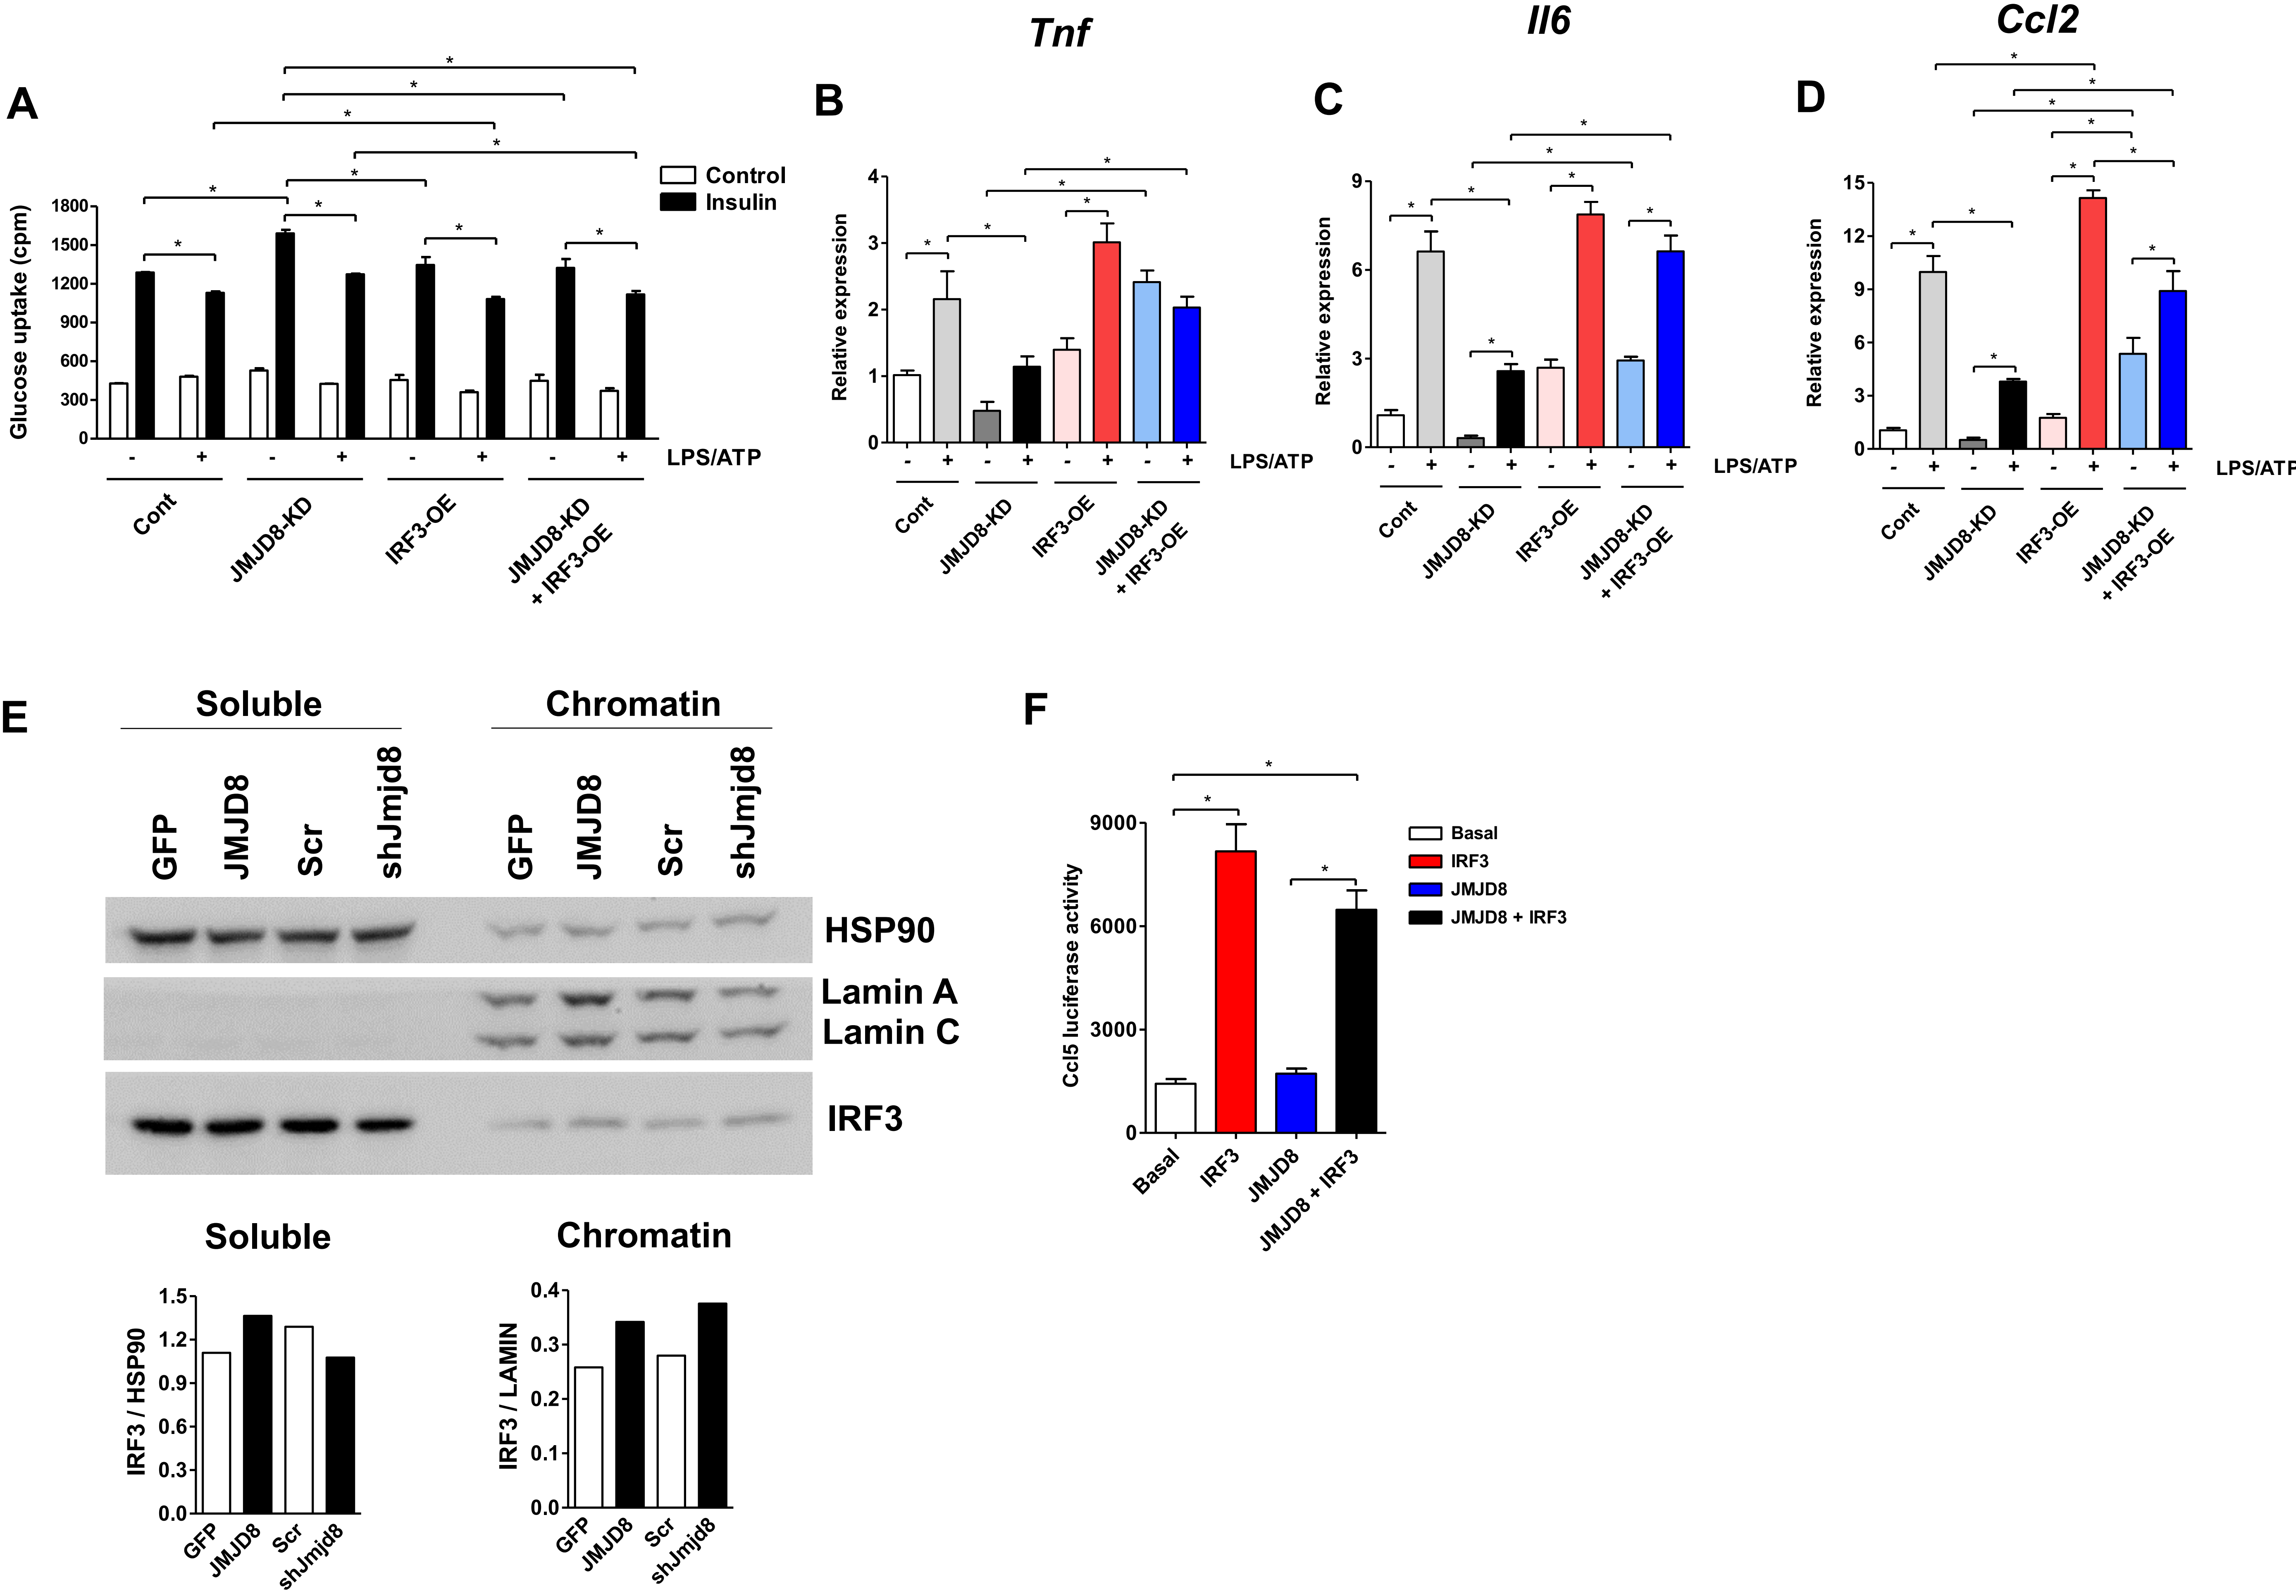 A
*
*
*
*
*
*
*
*
*
*
Control
Insulin
Glucose uptake (cpm)
1800
1500
1200
900
600
300
0
- + - + - + - + LPS/ATP
Cont
JMJD8-KD
IRF3-OE
JMJD8-KD
+ IRF3-OE
Tnf
B
*
*
*
*
*
Relative expression
4
3
2
1
0
- + - + - + - + LPS/ATP
Cont
JMJD8-KD
IRF3-OE
JMJD8-KD
+ IRF3-OE
Il6
C
*
*
*
*
*
*
*
Relative expression
9
6
3
0
- + - + - + - + LPS/ATP
Cont
JMJD8-KD
IRF3-OE
JMJD8-KD
+ IRF3-OE
Ccl2
D
*
*
*
*
*
*
*
*
*
*
Relative expression
15
12
9
6
3
0
- + - + - + - + LPS/ATP
Cont
JMJD8-KD
IRF3-OE
JMJD8-KD
+ IRF3-OE
E
Soluble Chromatin
GFP JMJD8 Scr shJmjd8 GFP JMJD8 Scr shJmjd8
HSP90
Lamin A
Lamin C
IRF3
Soluble
IRF3 / HSP90
1.5
1.2
0.9
0.6
0.3
0.0
GFP
JMJD8
Scr
shJmjd8
Chromatin
IRF3 / LAMIN
0.4
0.3
0.2
0.1
0.0
GFP
JMJD8
Scr
shJmjd8
F
*
*
*
Ccl5 luciferase activity
9000
6000
3000
0
Basal
IRF3
JMJD8
JMJD8 + IRF3
Basal
IRF3
JMJD8
JMJD8 + IRF3